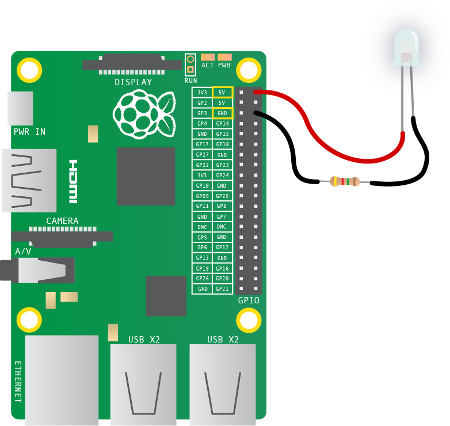 ACT PWR
DISPLAY
RUN
3V3 5V
GP2 5V
GP3 GND
GP4 GP14
GND GP15
GP17 GP18
GP27 GND
GP22 GP23
3V3 GP24
GP10 GND
GP09 GP25
GP11 GP8
GND GP7
DNC DNC
GP5 GND
GP6 GP12
GP13 GND
GP19 GP16
GP26 GP20
GND GP21
GPIO
PWR IN
HDMI
CAMERA
A/V
ETHERNET
USB X2
USB X2